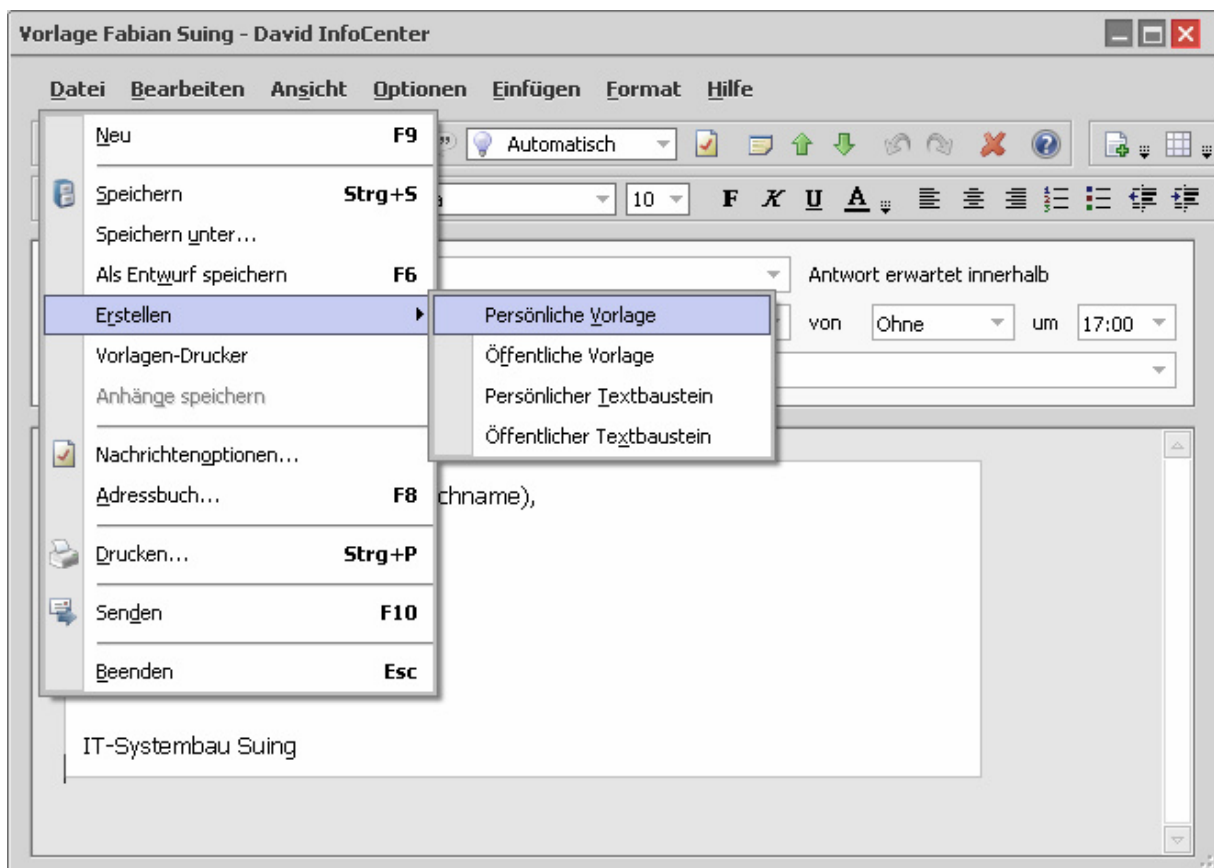 Vorlage Fabian Suing - David InfoCenter
Datei Bearbeiten Ansicht Optionen Einfügen Format Hilfe
Neu F9
Automatisch
Speichern Strg+S
10 F K U A
Speichern unter...
Als Entwurf speichern F6
Antwort erwartet innerhalb
Erstellen
Persönliche Vorlage
von Ohne um 17:00
Vorlagen-Drucker
Öffentliche Vorlage
Anhänge speichern
Persönlicher Textbaustein
Öffentlicher Textbaustein
Nachrichtenoptionen...
Adressbuch... F8
chname),
Drucken... Strg+P
Senden F10
Beenden Esc
IT-Systembau Suing